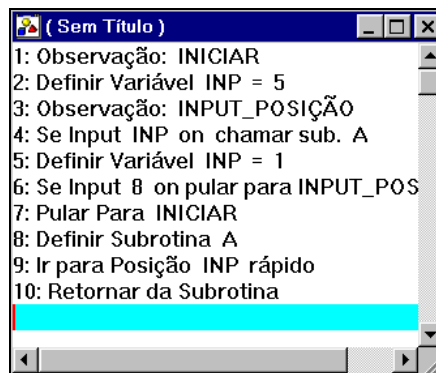 ( Sem Título )
1: Observação: INICIAR
2: Definir Variável INP = 5
3: Observação: INPUT_POSIÇÃO
4: Se Input INP on chamar sub. A
5: Definir Variável INP = 1
6: Se Input 8 on pular para INPUT_POS
7: Pular Para INICIAR
8: Definir Subrotina A
9: Ir para Posição INP rápido
10: Retornar da Subrotina